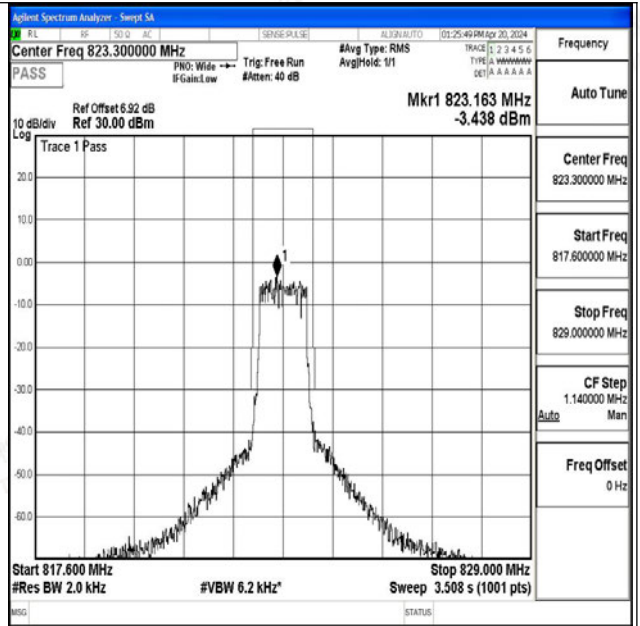 Agilent Spectrum Analyzer - Swept SA
RL RF 50 Ω AC SENSE:PULSE ALIGN AUTO 01:25:49 PM Apr 20, 2024
Center Freq 823.300000 MHz
#Avg Type: RMS
TRACE 1 2 3 4 5 6
PASS
PNO: Wide
Trig: Free Run
Avg|Hold: 1/1
TYPE A WWWWW
IFGain:Low
#Atten: 40 dB
DET A A A A A A
Ref Offset 6.92 dB
Mkr1 823.163 MHz
10 dB/div
Ref 30.00 dBm
-3.438 dBm
Log
Trace 1 Pass
20.0
10.0
1
0.00
-10.0
-20.0
-30.0
-40.0
-50.0
-60.0
Start 817.600 MHz
Stop 829.000 MHz
#Res BW 2.0 kHz
#VBW 6.2 kHz*
Sweep 3.508 s (1001 pts)
MSG
STATUS
Frequency
Auto Tune
Center Freq
823.300000 MHz
Start Freq
817.600000 MHz
Stop Freq
829.000000 MHz
CF Step
1.140000 MHz
Auto Man
Freq Offset
0 Hz